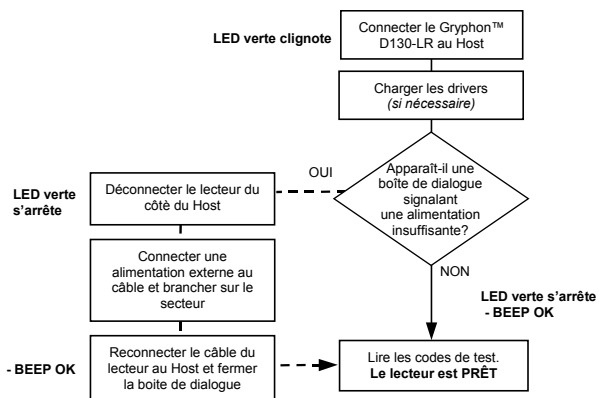 LED verte clignote
Connecter le Gryphon™
D130-LR au Host
Charger les drivers
(si nécessaire)
Apparaît-il une
boîte de dialogue
signalant
une alimentation
insuffisante?
OUI
LED verte
s'arrête
Déconnecter le lecteur du
côtè du Host
Connecter une
alimentation externe au
câble et brancher sur le
secteur
NON
LED verte s'arrête
- BEEP OK
- BEEP OK
Reconnecter le câble du
lecteur au Host et fermer
la boite de dialogue
Lire les codes de test.
Le lecteur est PRÊT